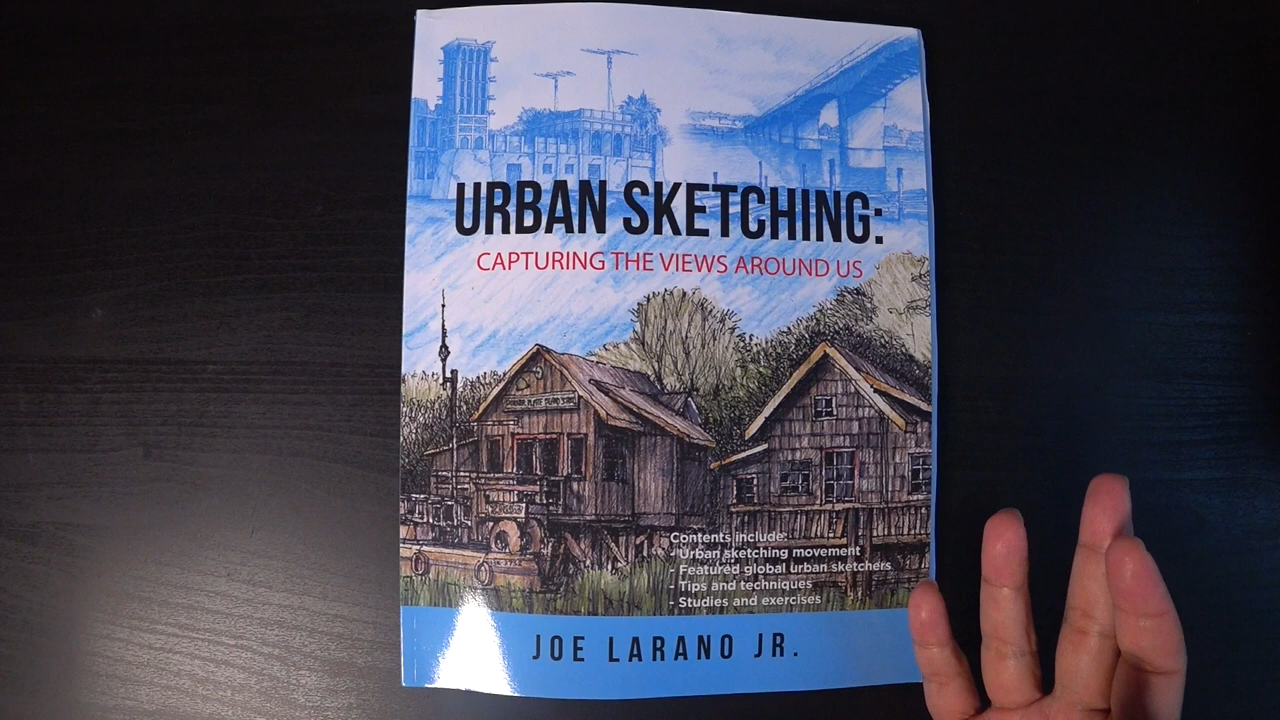 URBAN SKETCHING:
CAPTURING THE VIEWS AROUND US
Contents include:
- Urban sketching movement
- Featured global urban sketchers
- Tips and techniques
- Studies and exercises
JOE LARANO JR.